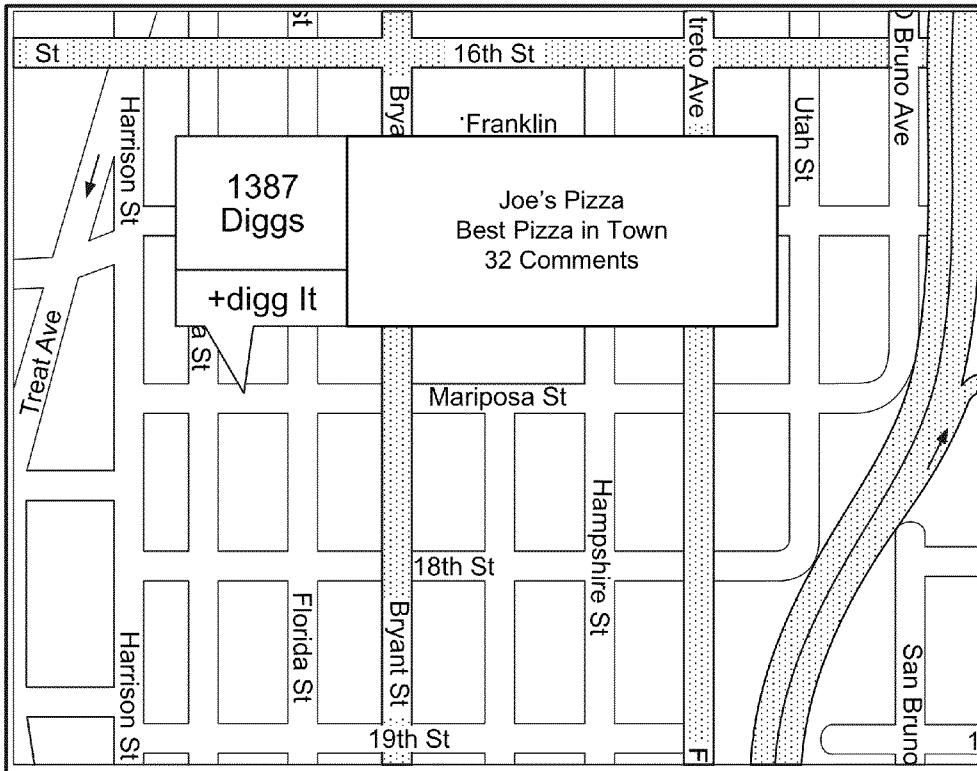 St
16th St
st
Brya
treto Ave
Utah St
Bruno Ave
Harrison St
'Franklin
1387
Diggs
+digg It
Joe's Pizza
Best Pizza in Town
32 Comments
a St
Treat Ave
Mariposa St
Hampshire St
18th St
Florida St
Bryant St
Harrison St
19th St
F
San Bruno
1